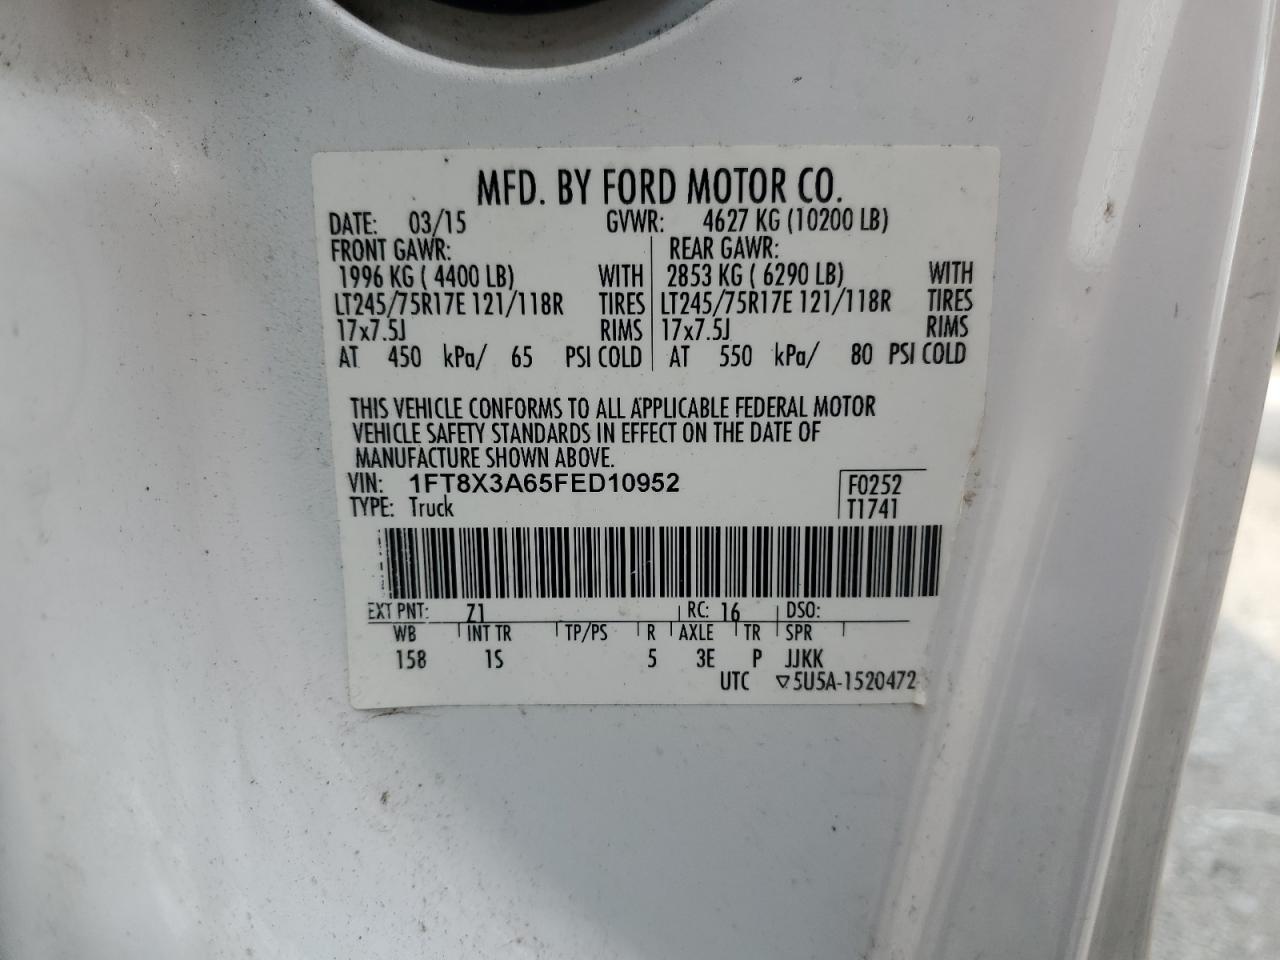 MFD. BY FORD MOTOR CO.
DATE: 03/15 GVWR: 4627 KG (10200 LB)
FRONT GAWR: REAR GAWR:
1996 KG ( 4400 LB) WITH 2853 KG ( 6290 LB) WITH
LT245/75R17E 121/118R TIRES LT245/75R17E 121/118R TIRES
17x7.5J RIMS 17x7.5J RIMS
AT 450 kPa/ 65 PSI COLD AT 550 kPa/ 80 PSI COLD
THIS VEHICLE CONFORMS TO ALL APPLICABLE FEDERAL MOTOR
VEHICLE SAFETY STANDARDS IN EFFECT ON THE DATE OF
MANUFACTURE SHOWN ABOVE.
VIN: 1FT8X3A65FED10952 F0252
TYPE: Truck T1741
EXT PNT: Z1 RC: 16 DSO:
WB INT TR TP/PS R AXLE TR SPR
158 1S 5 3E P JJKK
UTC ▽5U5A-1520472